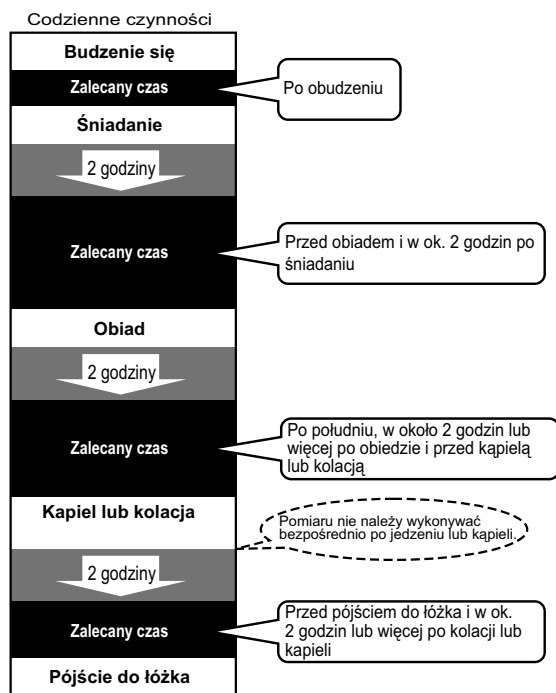 Codzienne czynności
Budzenie się
Zalecany czas
Po obudzeniu
Śniadanie
2 godziny
Zalecany czas
Przed obiadem i w ok. 2 godzin po
śniadaniu
Obiad
2 godziny
Zalecany czas
Po południu, w około 2 godzin lub
więcej po obiedzie i przed kąpielą
lub kolacją
Kapiel lub kolacja
Pomiaru nie należy wykonywać
bezpośrednio po jedzeniu lub kąpieli.
2 godziny
Zalecany czas
Przed pójściem do łóżka i w ok.
2 godzin lub więcej po kolacji lub
kapieli
Pójście do łóżka